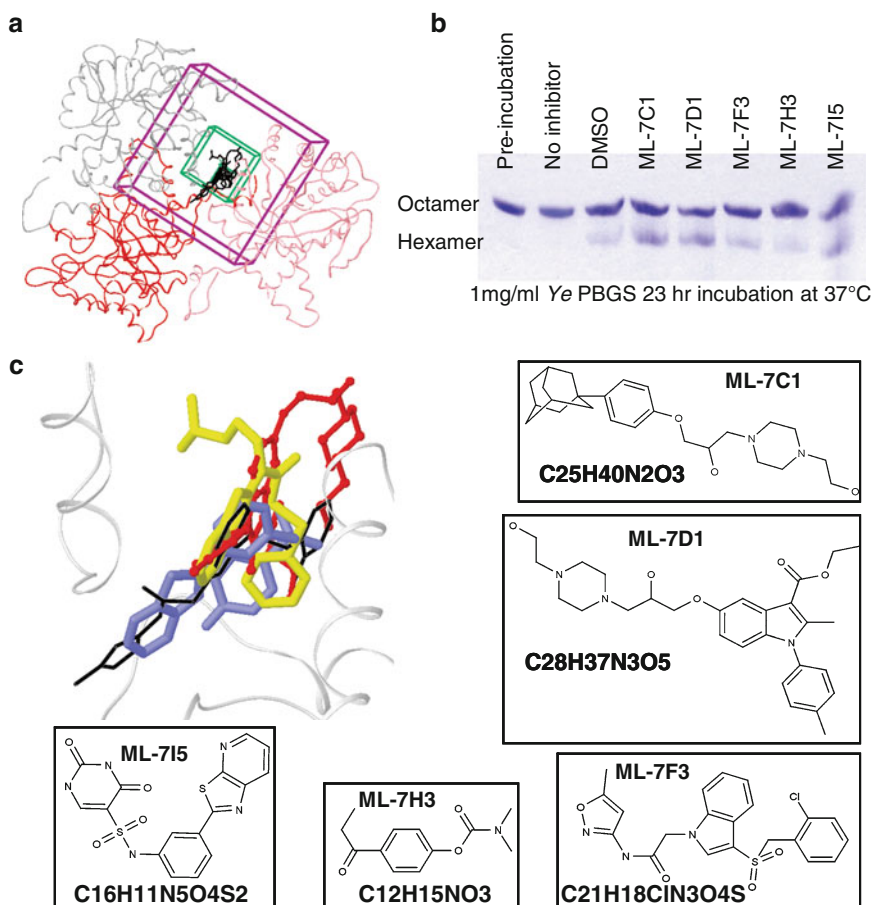 a
b
Pre-incubation
No inhibitor
DMSO
ML-7C1
ML-7D1
ML-7F3
ML-7H3
ML-7I5
Octamer
Hexamer
1mg/ml Ye PBGS 23 hr incubation at 37°C
c
ML-7C1
O
O
N
N
O
C25H40N2O3
ML-7D1
O
N
N
O
O
O
O
N
C28H37N3O5
ML-7I5
O
N
N
O
O
S
O
N
N
S
N
C16H11N5O4S2
ML-7H3
O
O
O
N
C12H15NO3
ML-7F3
O
N
N
O
N
S
O
O
Cl
C21H18ClN3O4S